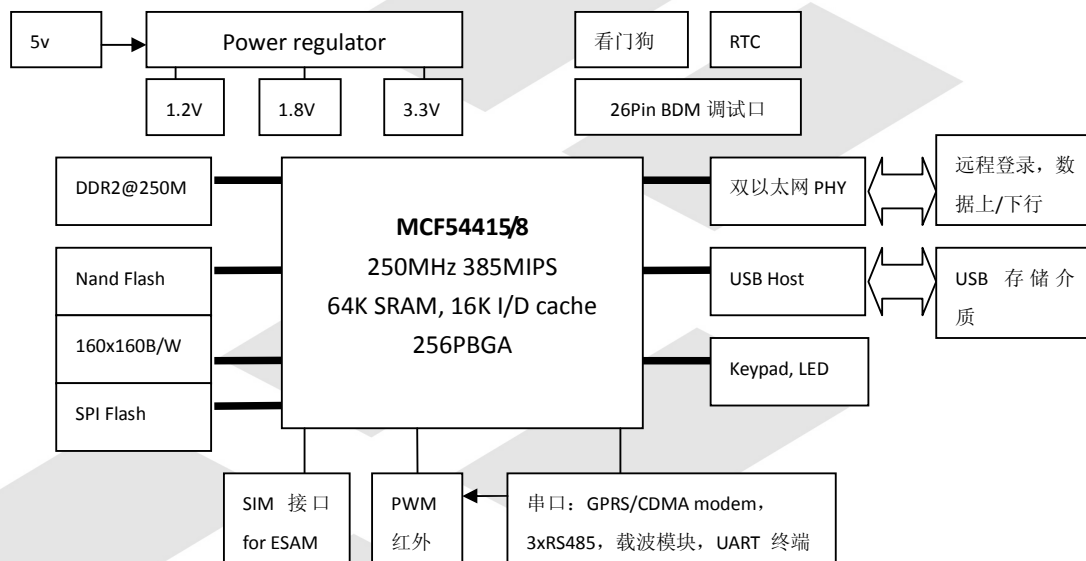 5v
Power regulator
看门狗
RTC
1.2V
1.8V
3.3V
26Pin BDM 调试口
DDR2@250M
MCF54415/8
250MHz 385MIPS
64K SRAM, 16K I/D cache
256PBGA
双以太网 PHY
远程登录，数
据上/下行
Nand Flash
USB Host
USB 存储介
质
160x160B/W
Keypad, LED
SPI Flash
SIM 接口
for ESAM
PWM
红外
串口：GPRS/CDMA modem，
3xRS485，载波模块，UART 终端